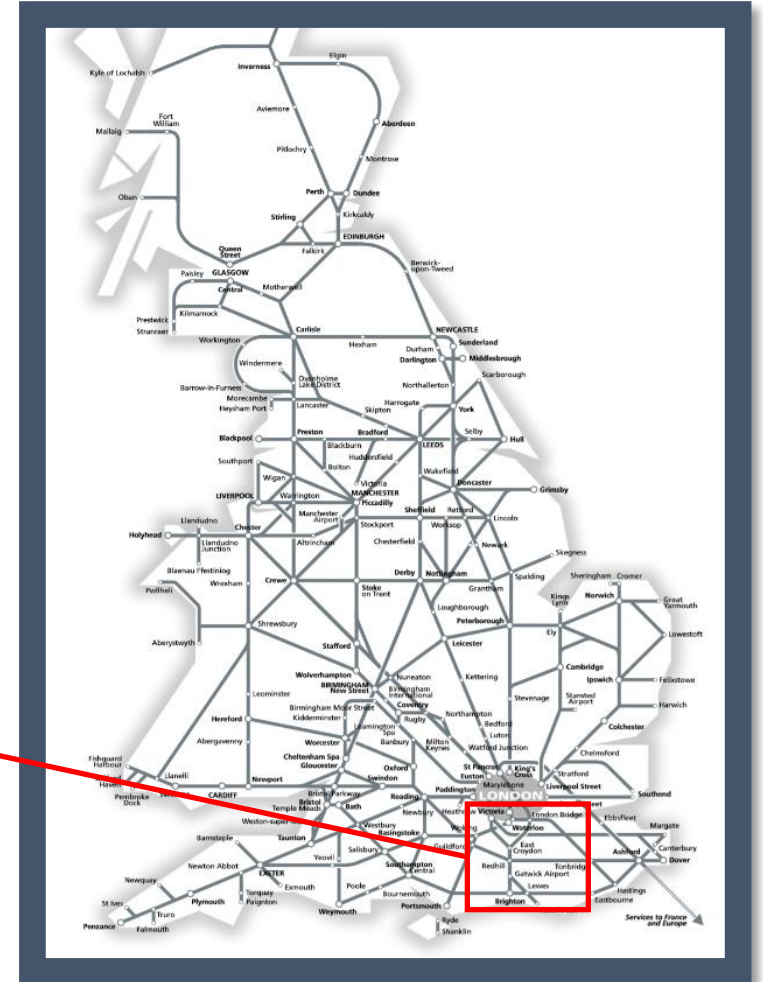 Elgin
Inverness
Kyle of Lochalsh
Aviemore
Fort
William
Aberdeen
Mallaig
Pitlochry
Montrose
Perth
Dundee
Oban
Stirling
Kirkcaldy
EDINBURGH
Queen
Street
Falkirk
Berwick-
upon-Tweed
Paisley
GLASGOW
Central
Motherwell
Prestwick
Kilmarnock
Stranraer
Carlisle
NEWCASTLE
Workington
Hexham
Durham
Sunderland
Darlington
Middlesbrough
Windermere
Scarborough
Oxenholme
Lake District
Northallerton
Barrow-in-Furness
Morecambe
Heysham Port
Lancaster
Harrogate
Skipton
York
Preston
Bradford
Selby
Blackpool
LEEDS
Hull
Blackburn
Huddersfield
Southport
Bolton
Wakefield
Wigan
Victoria
Doncaster
LIVERPOOL
Warrington
MANCHESTER
Piccadilly
Grimsby
Manchester
Airport
Sheffield
Retford
Llandudno
Stockport
Worksop
Lincoln
Holyhead
Chester
Llandudno
Junction
Altrincham
Chesterfield
Newark
Skegness
Blaenau Ffestiniog
Wrexham
Crewe
Derby
Nottingham
Spalding
Sheringham
Cromer
Pwllheli
Stoke
on Trent
Grantham
Kings
Lynn
Norwich
Great
Yarmouth
Loughborough
Peterborough
Shrewsbury
Ely
Lowestoft
Aberystwyth
Stafford
Leicester
Cambridge
Wolverhampton
Nuneaton
Kettering
Ipswich
Felixstowe
BIRMINGHAM
New Street
Birmingham
International
Stansted
Airport
Leominster
Coventry
Stevenage
Harwich
Birmingham Moor Street
Northampton
Hereford
Kidderminster
Rugby
Bedford
Colchester
Leamington
Spa
Luton
Abergavenny
Worcester
Banbury
Milton
Keynes
Watford Junction
Chelmsford
Cheltenham Spa
Gloucester
Oxford
St Pancras
King's
Cross
Fishguard
Harbour
Euston
Stratford
Llanelli
Newport
Swindon
Marylebone
Liverpool Street
Haven
CARDIFF
Bristol Parkway
Paddington
LONDON
Southend
Pembroke
Dock
Bristol
Temple Meads
Bath
Reading
Newbury
Victoria
London Bridge
Ebbsfleet
Westbury
Basingstoke
Waterloo
Margate
Barnstaple
Taunton
Salisbury
Guildford
East
Croydon
Canterbury
Newton Abbot
Yeovil
Southampton
Central
Redhill
Tonbridge
Ashford
Dover
EXETER
Gatwick Airport
Newquay
Exmouth
Poole
Lewes
Hastings
St Ives
Plymouth
Torquay
Paignton
Bournemouth
Brighton
Eastbourne
Truro
Weymouth
Portsmouth
Penzance
Falmouth
Ryde
Shanklin
Services to France
and Europe